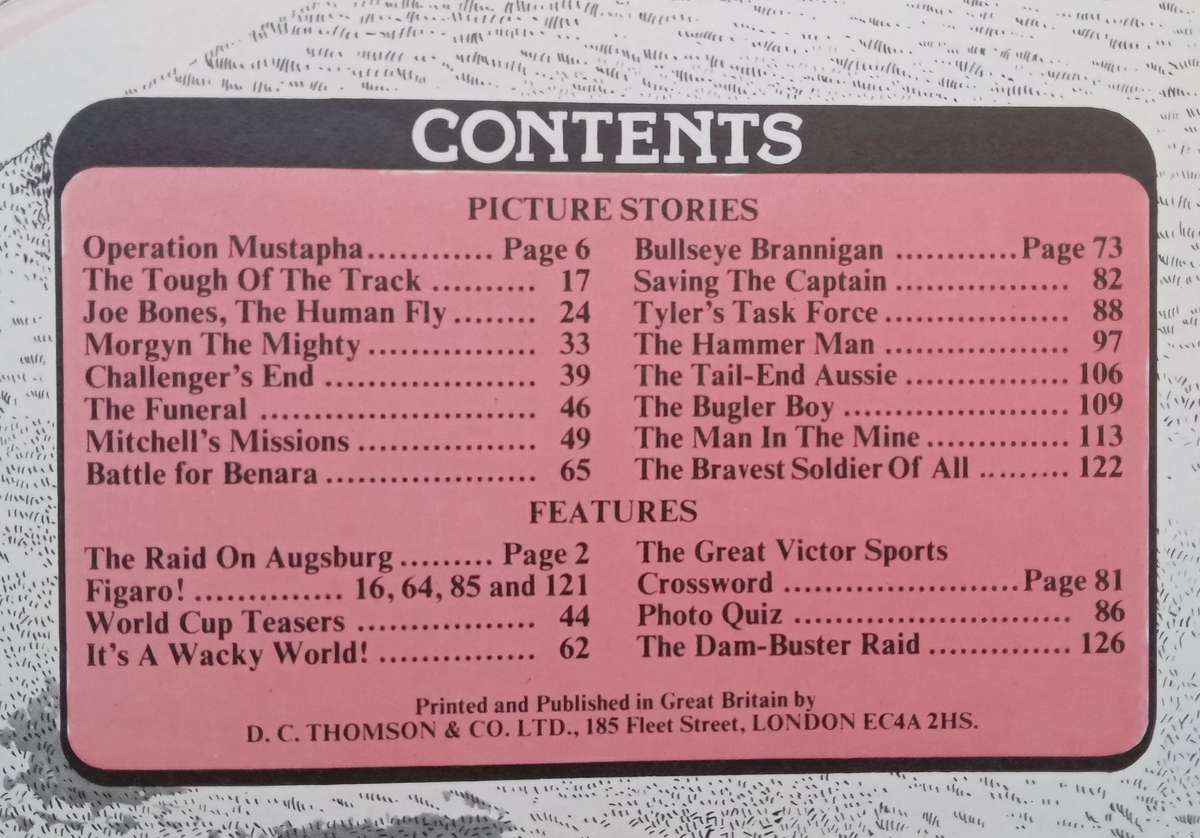 CONTENTS
PICTURE STORIES
Operation Mustapha............ Page 6
The Tough Of The Track .......... 17
Joe Bones, The Human Fly........ 24
Morgyn The Mighty................ 33
Challenger's End .................... 39
The Funeral .......................... 46
Mitchell's Missions ................. 49
Battle for Benara .................... 65
Bullseye Brannigan ............Page 73
Saving The Captain ................. 82
Tyler's Task Force .................. 88
The Hammer Man .................. 97
The Tail-End Aussie ................ 106
The Bugler Boy ...................... 109
The Man In The Mine.............. 113
The Bravest Soldier Of All ......... 122
FEATURES
The Raid On Augsburg ......... Page 2
Figaro! .............. 16, 64, 85 and 121
World Cup Teasers ................. 44
It's A Wacky World! ............... 62
The Great Victor Sports
Crossword .......................Page 81
Photo Quiz ........................... 86
The Dam-Buster Raid .............. 126
Printed and Published in Great Britain by
D. C. THOMSON & CO. LTD., 185 Fleet Street, LONDON EC4A 2HS.